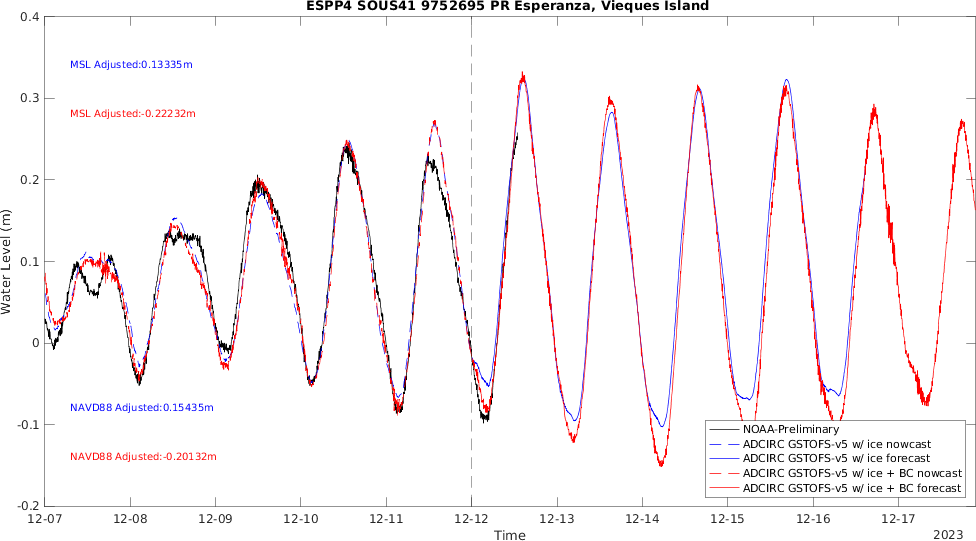 ESPP4 SOUS41 9752695 PR Esperanza, Vieques Island
0.4
0.3
0.2
0.1
0
-0.1
-0.2
Water Level (m)
MSL Adjusted:0.13335m
MSL Adjusted:-0.22232m
NAVD88 Adjusted:0.15435m
NAVD88 Adjusted:-0.20132m
NOAA-Preliminary
ADCIRC GSTOFS-v5 w/ ice nowcast
ADCIRC GSTOFS-v5 w/ ice forecast
ADCIRC GSTOFS-v5 w/ice + BC nowcast
ADCIRC GSTOFS-v5 w/ice + BC forecast
12-07 12-08 12-09 12-10 12-11 12-12 12-13 12-14 12-15 12-16 12-17
Time
2023